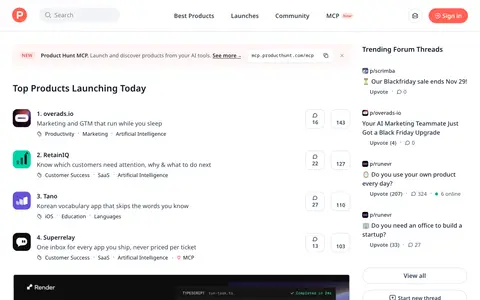 P
Search
Best Products
Launches
Community
MCP New
Sign in
NEW Product Hunt MCP. Launch and discover products from your AI tools. See more→
mcp.producthunt.com/mcp
Top Products Launching Today
1. overads.io
Marketing and GTM that run while you sleep
Productivity · Marketing · Artificial Intelligence
16
143
2. RetainIQ
Know which customers need attention, why & what to do next
Customer Success · SaaS · Artificial Intelligence
22
127
3. Tano
Korean vocabulary app that skips the words you know
iOS · Education · Languages
27
110
4. Superrelay
One inbox for every app you ship, never priced per ticket
Customer Success · SaaS · Artificial Intelligence · MCP
13
103
Render
Trending Forum Threads
p/scrimba
⏳ Our Blackfriday sale ends Nov 29!
Upvote · 0
p/overads-io
Your AI Marketing Teammate Just
Got a Black Friday Upgrade
Upvote (4) · 0
p/runevr
Do you use your own product
every day?
Upvote (207) · 324 · 6 online
p/runevr
Do you need an office to build a
startup?
Upvote (33) · 27
View all
Start new thread